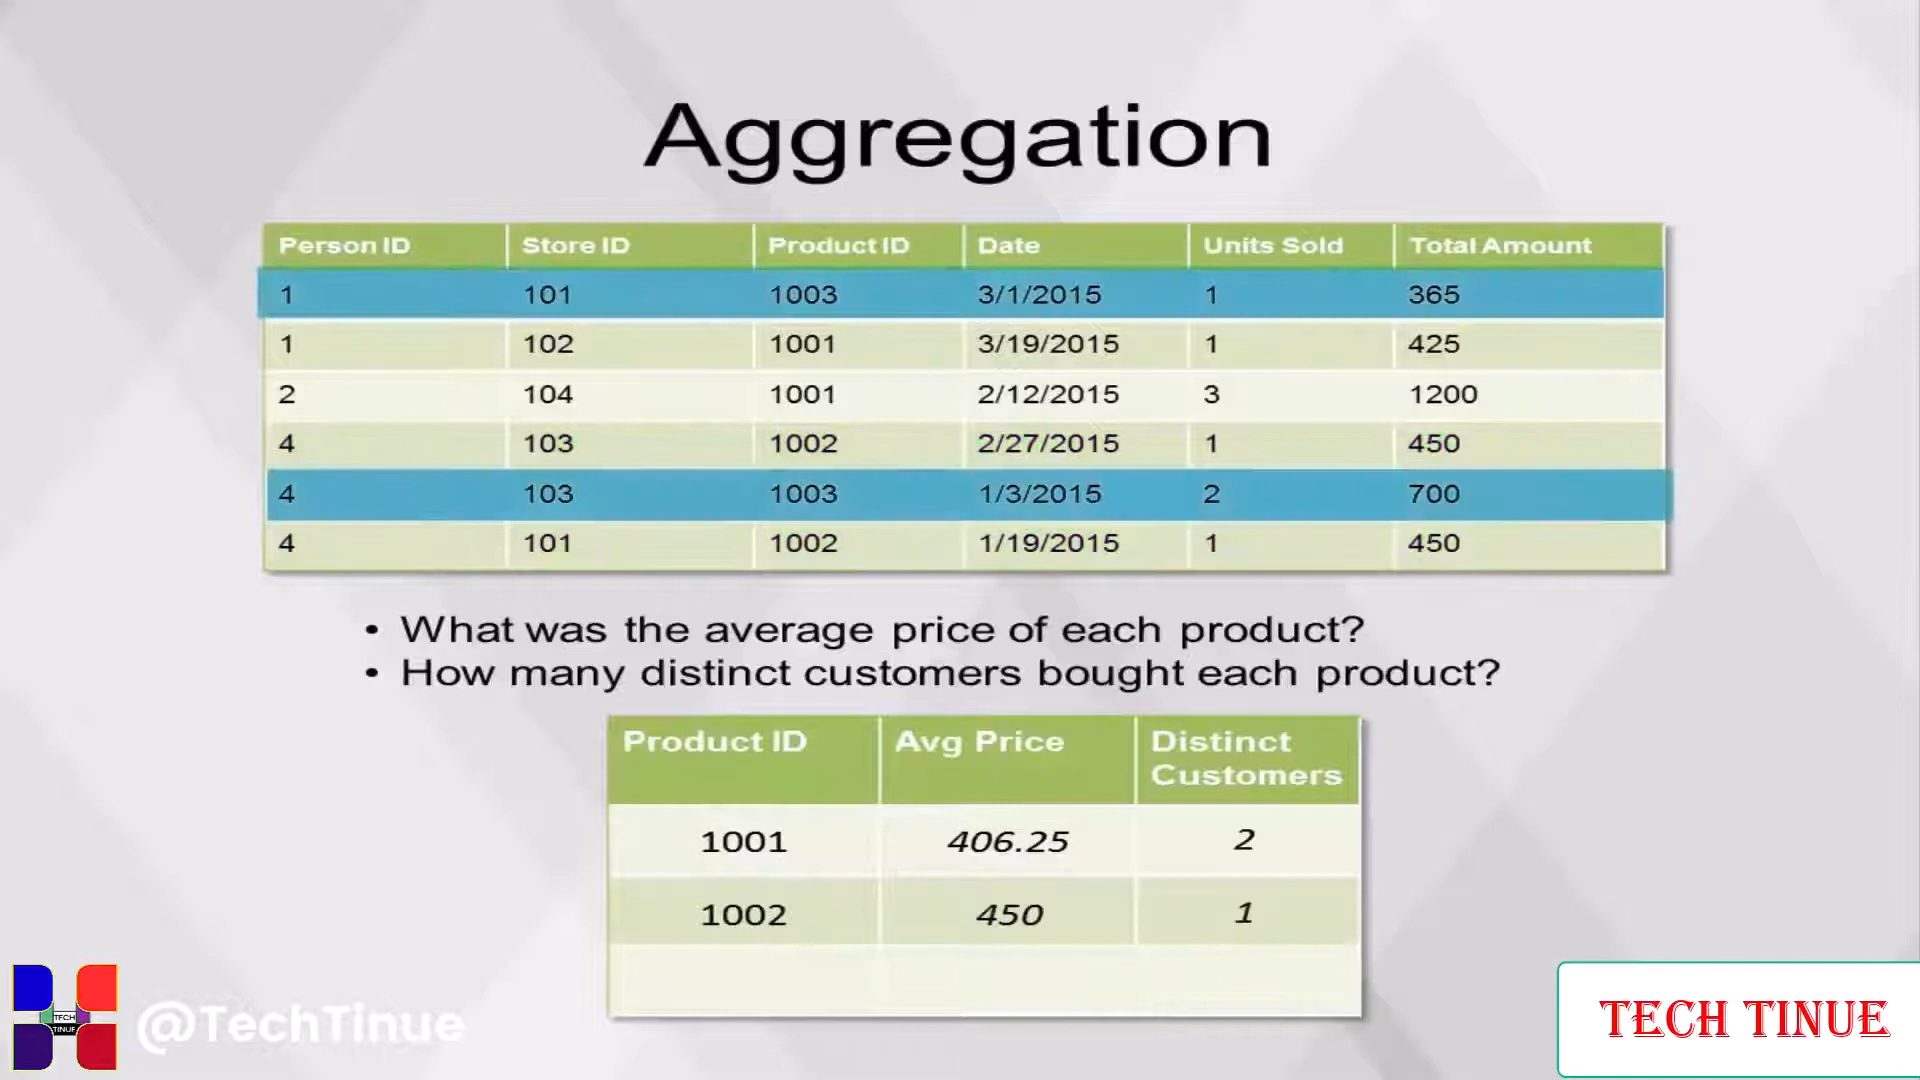 Aggregation
Person ID Store ID Product ID Date Units Sold Total Amount
1 101 1003 3/1/2015 1 365
1 102 1001 3/19/2015 1 425
2 104 1001 2/12/2015 3 1200
4 103 1002 2/27/2015 1 450
4 103 1003 1/3/2015 2 700
4 101 1002 1/19/2015 1 450
• What was the average price of each product?
• How many distinct customers bought each product?
Product ID Avg Price Distinct
Customers
1001 406.25 2
1002 450 1
TECH
TINUE
@TechTinue
TECH TINUE